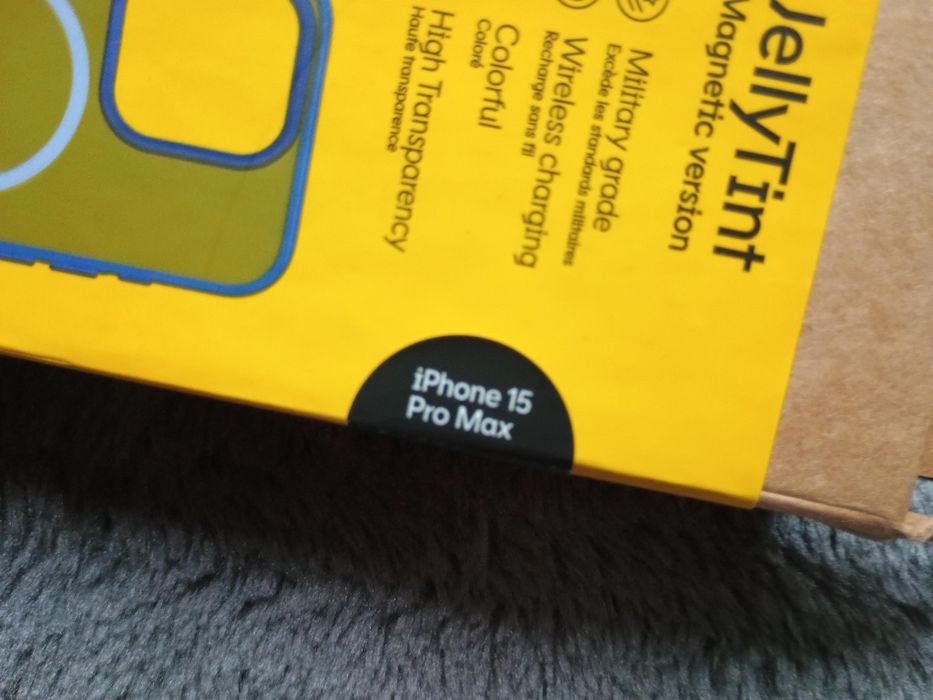 JellyTint
Magnetic version
Military grade
Excède les standards militaires
Wireless charging
Recharge sans fil
Colorful
Coloré
High Transparency
Haute transparence
iPhone 15
Pro Max